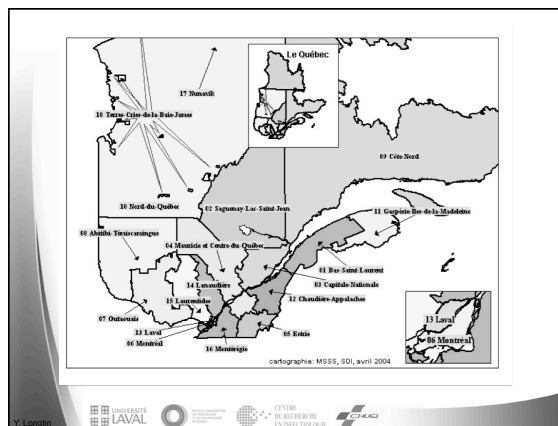 Le Québec
17 Nunavik
18 Terres-Cries-de-la-Baie-James
09 Côte-Nord
10 Nord-du-Québec
02 Saguenay-Lac-Saint-Jean
11 Gaspésie-Iles-de-la-Madeleine
08 Abitibi-Témiscamingue
04 Mauricie et Centre-du-Québec
01 Bas-Saint-Laurent
03 Capitale-Nationale
14 Lanaudière
12 Chaudière-Appalaches
15 Laurentides
07 Outaouais
13 Laval
06 Montréal
05 Estrie
16 Montérégie
13 Laval
06 Montréal
cartographie: MSSS, SDI, avril 2004
Y. Longtin
UNIVERSITÉ
LAVAL
CENTRE
DE RECHERCHE
EN INFECTIOLOGIE
CHUQ